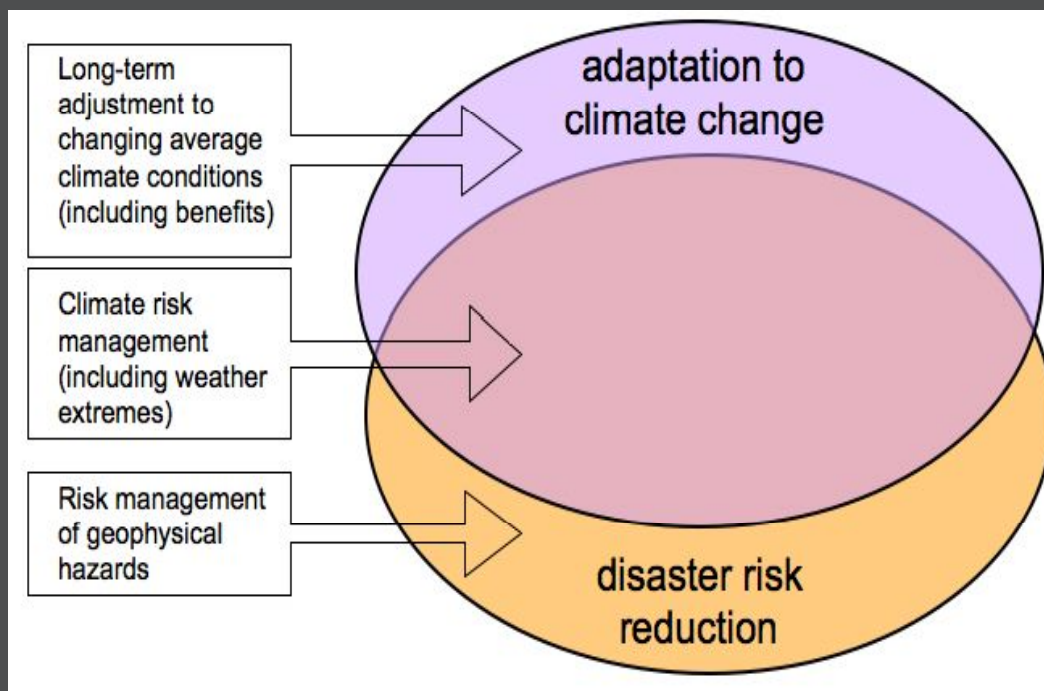 Long-term
adjustment to
changing average
climate conditions
(including benefits)
Climate risk
management
(including weather
extremes)
Risk management
of geophysical
hazards
adaptation to
climate change
disaster risk
reduction